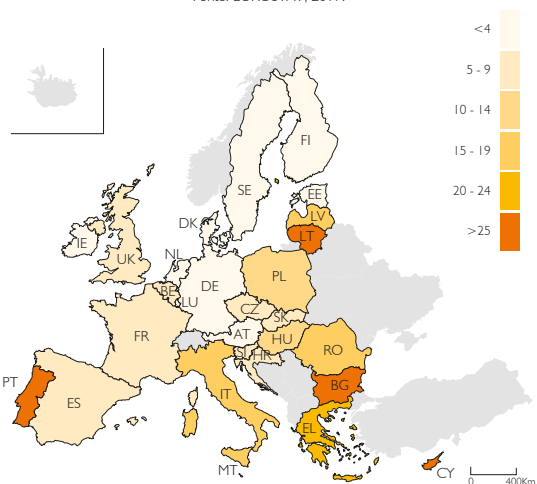 <4
5 - 9
10 - 14
15 - 19
20 - 24
>25
FI
SE
EE
LV
LT
DK
IE
UK
NL
BE
LU
DE
PL
CZ
SK
AT
HU
SI
HR
FR
RO
BG
IT
PT
ES
EL
MT
CY
0 400Km